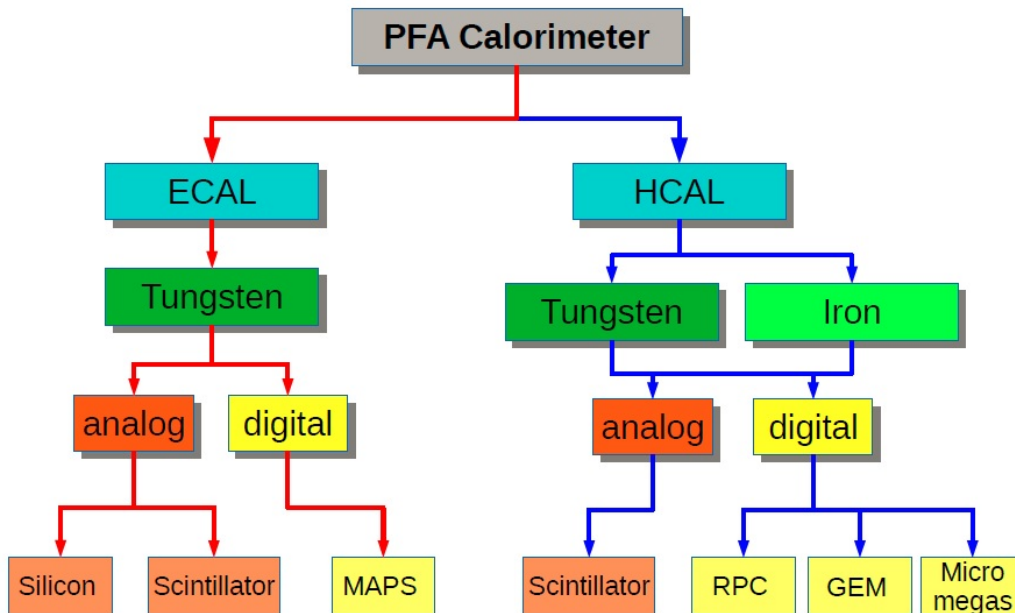 PFA Calorimeter
ECAL
HCAL
Tungsten
Tungsten
Iron
analog
digital
analog
digital
Silicon
Scintillator
MAPS
Scintillator
RPC
GEM
Micro
megas